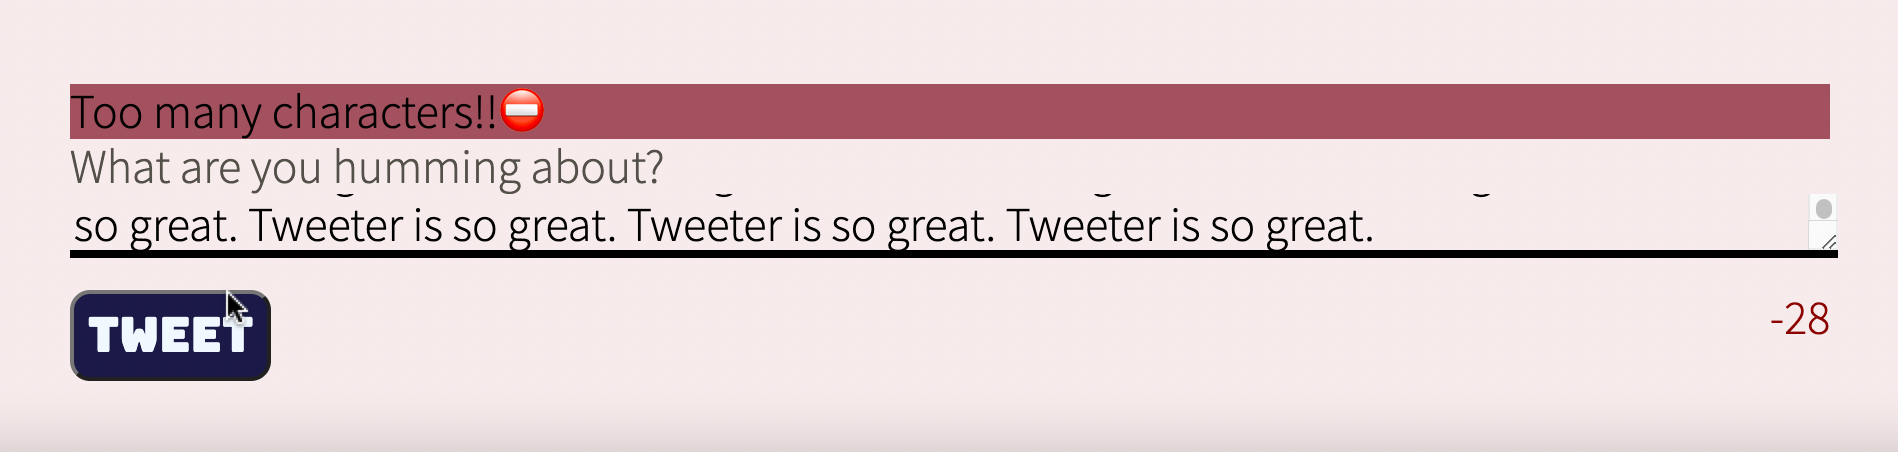 Too many characters!!⛔
What are you humming about?
so great. Tweeter is so great. Tweeter is so great. Tweeter is so great.
TWEET
-28